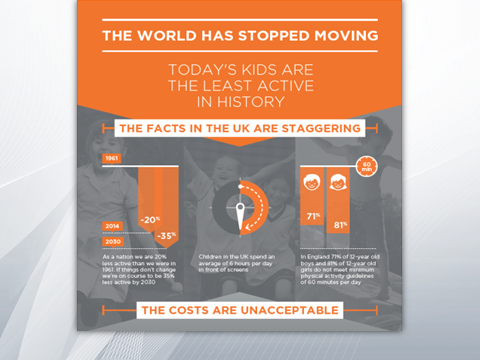 THE WORLD HAS STOPPED MOVING
TODAY'S KIDS ARE
THE LEAST ACTIVE
IN HISTORY
THE FACTS IN THE UK ARE STAGGERING
1961
60
min
-20%
71%
81%
2014
-35%
2030
As a nation we are 20%
less active than we were in
1961. If things don't change
we're on course to be 35%
less active by 2030
Children in the UK spend an
average of 6 hours per day
in front of screens
In England 71% of 12-year old
boys and 81% of 12-year old
girls do not meet minimum
physical activity guidelines
of 60 minutes per day
THE COSTS ARE UNACCEPTABLE